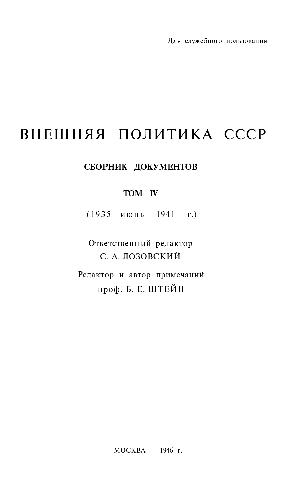 Для служебного пользования
ВНЕШНЯЯ ПОЛИТИКА СССР
СБОРНИК ДОКУМЕНТОВ
ТОМ IV
(1935 июнь 1941 г.)
Ответственный редактор
С. А. ЛОЗОВСКИЙ
Редактор и автор примечаний
проф. Б. Е. ШТЕЙН
МОСКВА 1946 г.